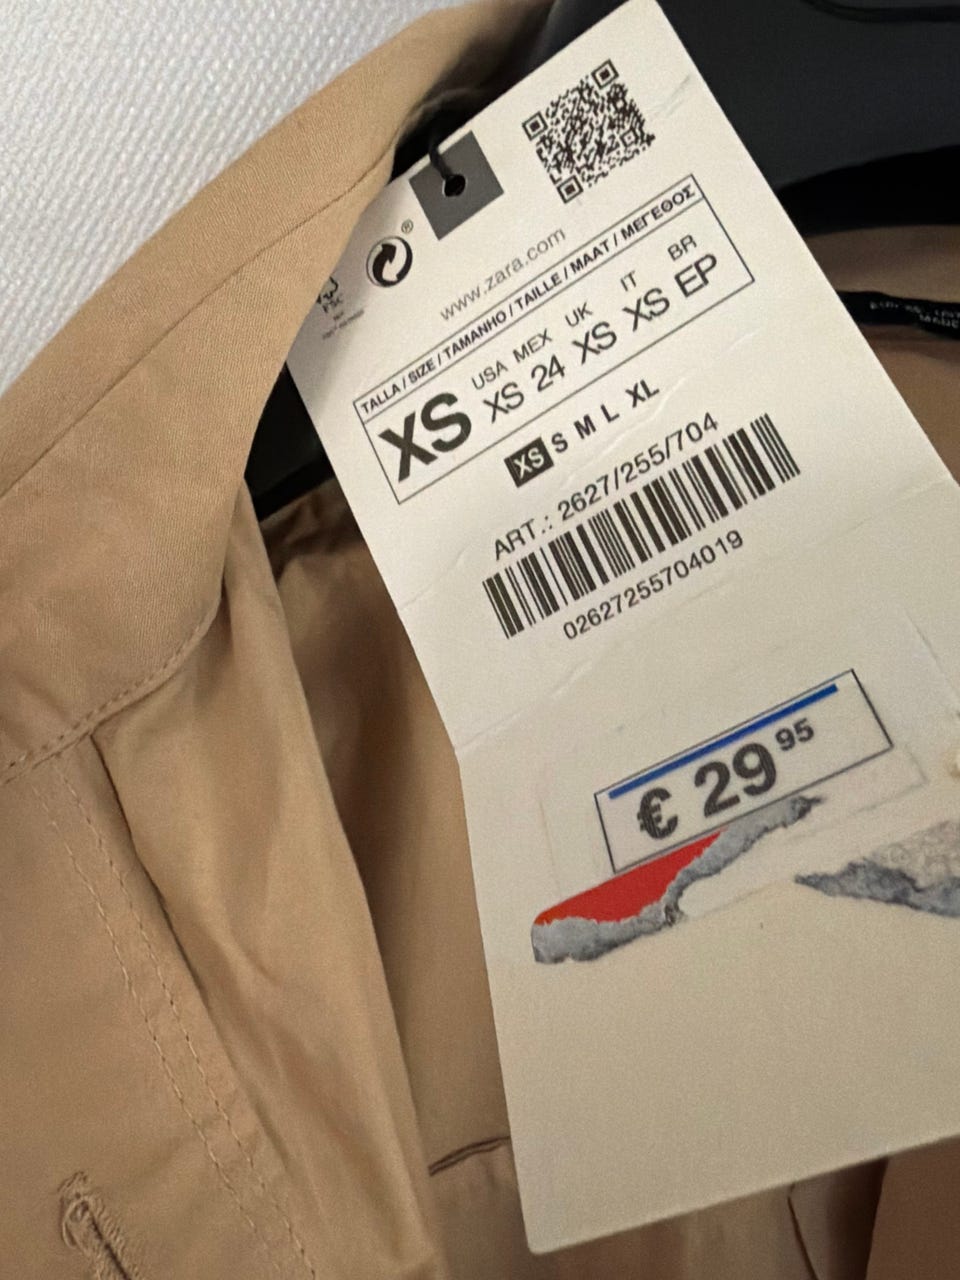 www.zara.com
TALLA / SIZE / TAMANHO / TAILLE / MAAT / ΜΕΓΕΘΟΣ
USA MEX UK IT BR
XS XS 24 XS XS EP
XS S M L XL
ART.: 2627/255/704
02627255704019
€ 29 95
FSC
®